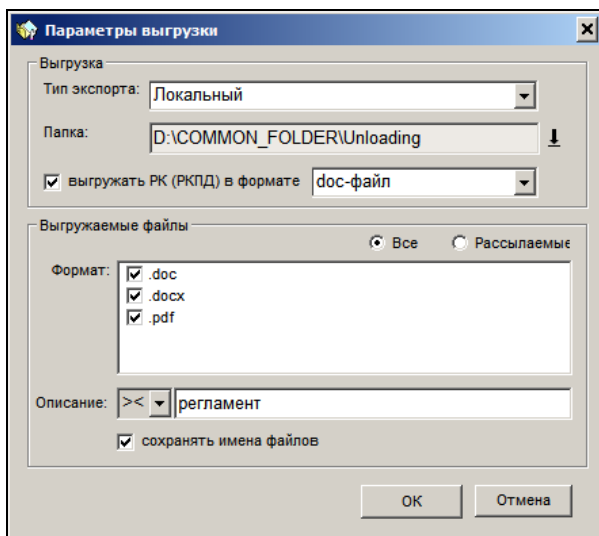 Параметры выгрузки
Выгрузка
Тип экспорта: Локальный
Папка: D:\COMMON_FOLDER\Unloading
выгружать РК (РКПД) в формате doc-файл
Выгружаемые файлы
Все Рассылаемые
Формат: .doc
.docx
.pdf
Описание: >< регламент
сохранять имена файлов
ОК Отмена